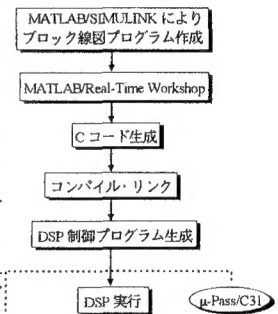 MATLAB/SIMULINK により
ブロック線図プログラム作成
MATLAB/Real-Time Workshop
C コード生成
コンパイル・リンク
DSP 制御プログラム生成
DSP 実行
μ-Pass/C31